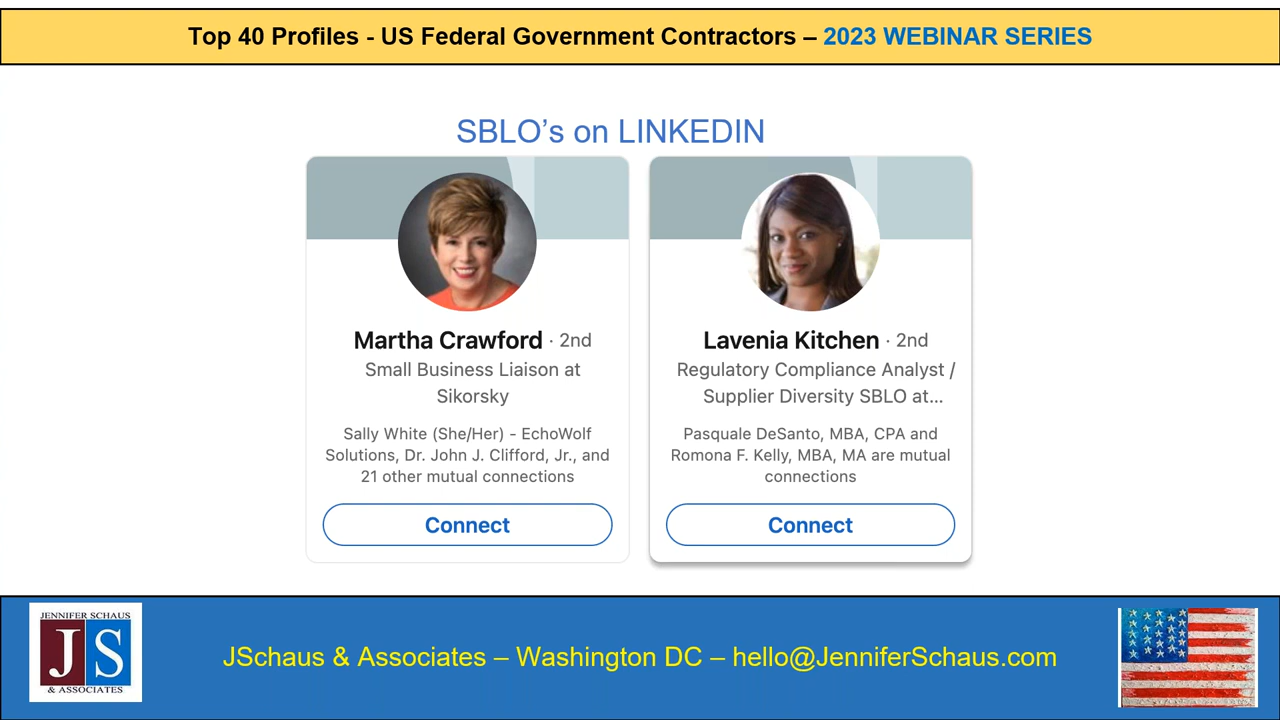 Top 40 Profiles - US Federal Government Contractors – 2023 WEBINAR SERIES
SBLO’s on LINKEDIN
Martha Crawford · 2nd
Small Business Liaison at
Sikorsky
Sally White (She/Her) - EchoWolf
Solutions, Dr. John J. Clifford, Jr., and
21 other mutual connections
Connect
Lavenia Kitchen · 2nd
Regulatory Compliance Analyst /
Supplier Diversity SBLO at...
Pasquale DeSanto, MBA, CPA and
Romona F. Kelly, MBA, MA are mutual
connections
Connect
JENNIFER SCHAUS
JS
& ASSOCIATES
JSchaus & Associates – Washington DC – hello@JenniferSchaus.com